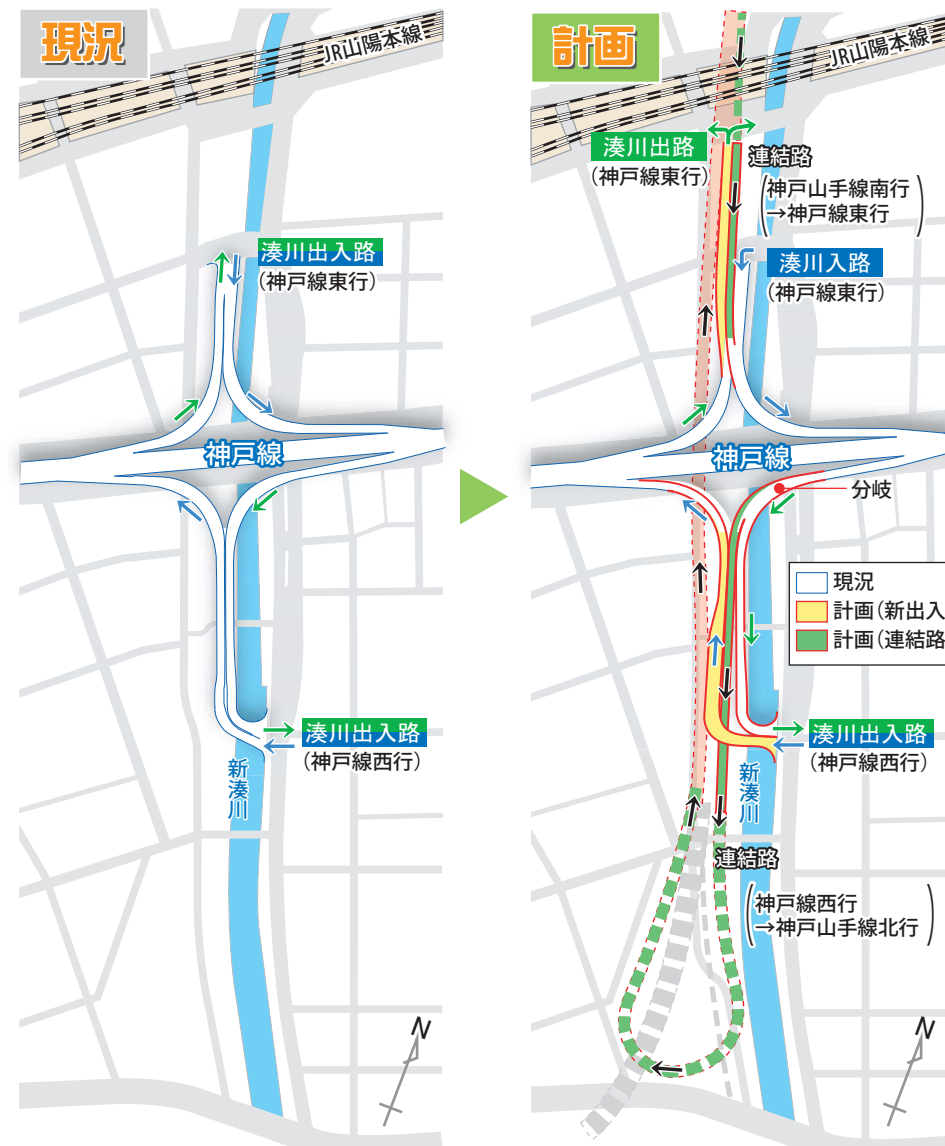 現況
JR山陽本線
湊川出入路
(神戸線東行)
神戸線
湊川出入路
(神戸線西行)
新湊川
N
計画
JR山陽本線
湊川出路
(神戸線東行)
連結路
(神戸山手線南行
→神戸線東行)
湊川入路
(神戸線東行)
神戸線
分岐
現況
計画(新出入
計画(連結路
湊川出入路
(神戸線西行)
新湊川
連結路
(神戸線西行
→神戸山手線北行)
N